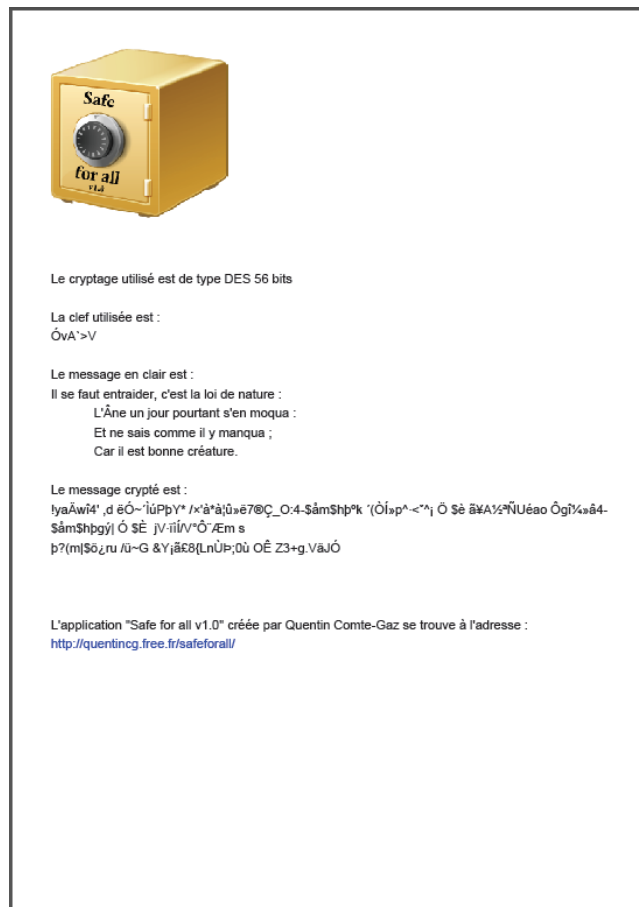 Safe
for all
v1.0
Le cryptage utilisé est de type DES 56 bits
La clef utilisée est :
ÓvA`>V
Le message en clair est :
Il se faut entraider, c'est la loi de nature :
L'Âne un jour pourtant s'en moqua :
Et ne sais comme il y manqua ;
Car il est bonne créature.
Le message crypté est :
L'application "Safe for all v1.0" créée par Quentin Comte-Gaz se trouve à l'adresse :
http://quentincg.free.fr/safeforall/